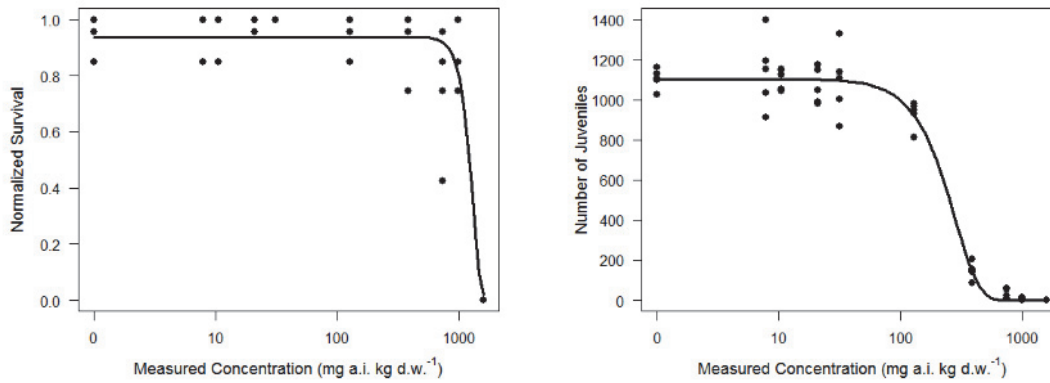 Normalized Survival
1.0
0.8
0.6
0.4
0.2
0.0
0 10 100 1000
Measured Concentration (mg a.i. kg d.w.⁻¹)
Number of Juveniles
1400
1200
1000
800
600
400
200
0
0 10 100 1000
Measured Concentration (mg a.i. kg d.w.⁻¹)